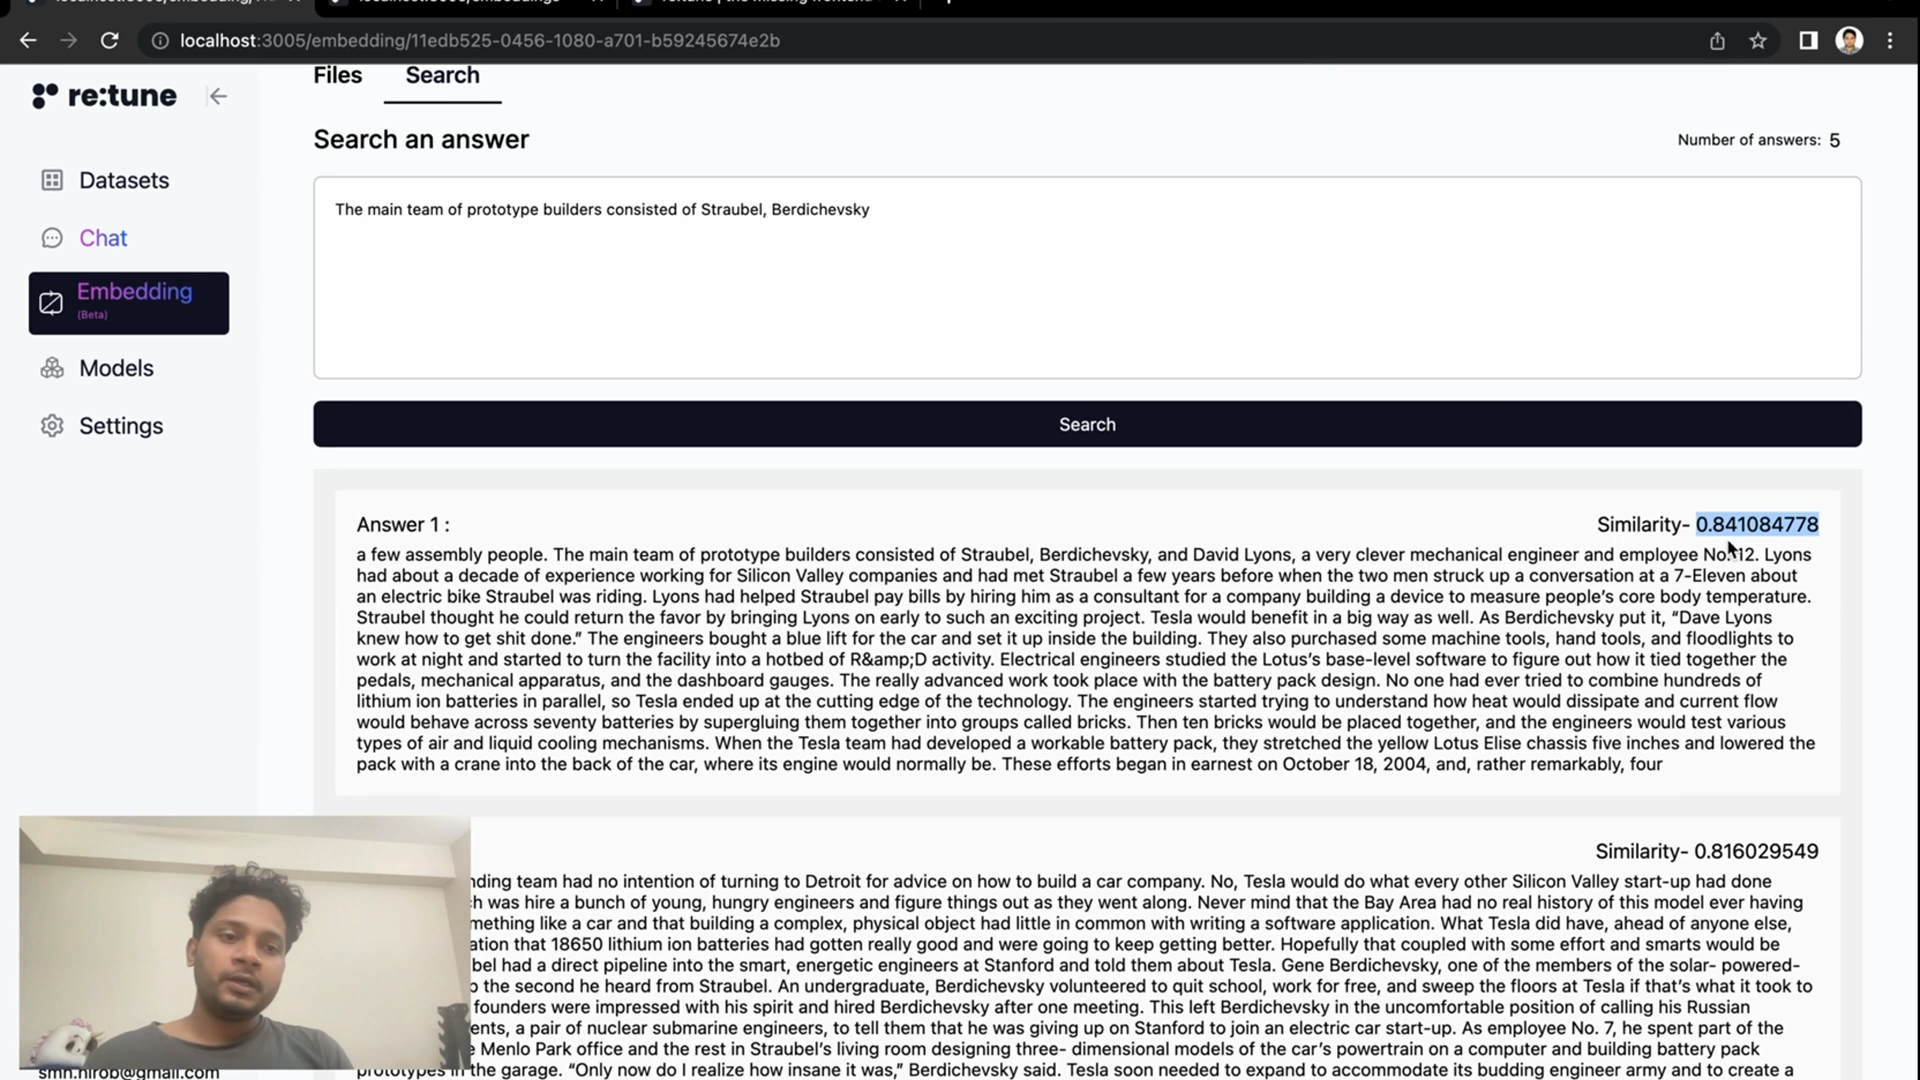 localhost:3005/embedding/11edb525-0456-1080-a701-b59245674e2b
re:tune
Files
Search
Search an answer
Number of answers: 5
Datasets
The main team of prototype builders consisted of Straubel, Berdichevsky
Chat
Embedding
(Beta)
Models
Settings
Search
Answer 1 :
Similarity- 0.841084778
a few assembly people. The main team of prototype builders consisted of Straubel, Berdichevsky, and David Lyons, a very clever mechanical engineer and employee No. 12. Lyons
had about a decade of experience working for Silicon Valley companies and had met Straubel a few years before when the two men struck up a conversation at a 7-Eleven about
an electric bike Straubel was riding. Lyons had helped Straubel pay bills by hiring him as a consultant for a company building a device to measure people's core body temperature.
Straubel thought he could return the favor by bringing Lyons on early to such an exciting project. Tesla would benefit in a big way as well. As Berdichevsky put it, “Dave Lyons
knew how to get shit done.” The engineers bought a blue lift for the car and set it up inside the building. They also purchased some machine tools, hand tools, and floodlights to
work at night and started to turn the facility into a hotbed of R&amp;D activity. Electrical engineers studied the Lotus's base-level software to figure out how it tied together the
pedals, mechanical apparatus, and the dashboard gauges. The really advanced work took place with the battery pack design. No one had ever tried to combine hundreds of
lithium ion batteries in parallel, so Tesla ended up at the cutting edge of the technology. The engineers started trying to understand how heat would dissipate and current flow
would behave across seventy batteries by supergluing them together into groups called bricks. Then ten bricks would be placed together, and the engineers would test various
types of air and liquid cooling mechanisms. When the Tesla team had developed a workable battery pack, they stretched the yellow Lotus Elise chassis five inches and lowered the
pack with a crane into the back of the car, where its engine would normally be. These efforts began in earnest on October 18, 2004, and, rather remarkably, four
Similarity- 0.816029549
nding team had no intention of turning to Detroit for advice on how to build a car company. No, Tesla would do what every other Silicon Valley start-up had done
h was hire a bunch of young, hungry engineers and figure things out as they went along. Never mind that the Bay Area had no real history of this model ever having
mething like a car and that building a complex, physical object had little in common with writing a software application. What Tesla did have, ahead of anyone else,
ation that 18650 lithium ion batteries had gotten really good and were going to keep getting better. Hopefully that coupled with some effort and smarts would be
bel had a direct pipeline into the smart, energetic engineers at Stanford and told them about Tesla. Gene Berdichevsky, one of the members of the solar- powered-
the second he heard from Straubel. An undergraduate, Berdichevsky volunteered to quit school, work for free, and sweep the floors at Tesla if that's what it took to
founders were impressed with his spirit and hired Berdichevsky after one meeting. This left Berdichevsky in the uncomfortable position of calling his Russian
ents, a pair of nuclear submarine engineers, to tell them that he was giving up on Stanford to join an electric car start-up. As employee No. 7, he spent part of the
Menlo Park office and the rest in Straubel's living room designing three- dimensional models of the car's powertrain on a computer and building battery pack
prototypes in the garage. “Only now do I realize how insane it was,” Berdichevsky said. Tesla soon needed to expand to accommodate its budding engineer army and to create a
smh.hirob@gmail.com